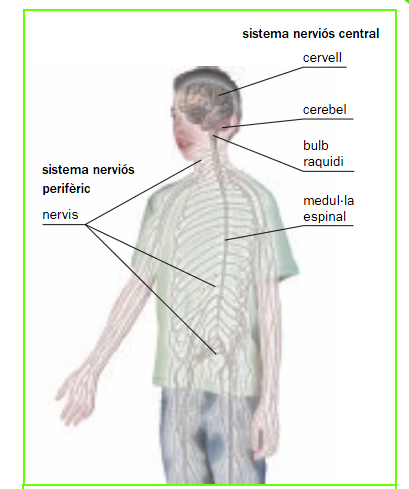 sistema nerviós central
cervell
cerebel
bulb
raquidi
medul·la
espinal
sistema nerviós
perifèric
nervis